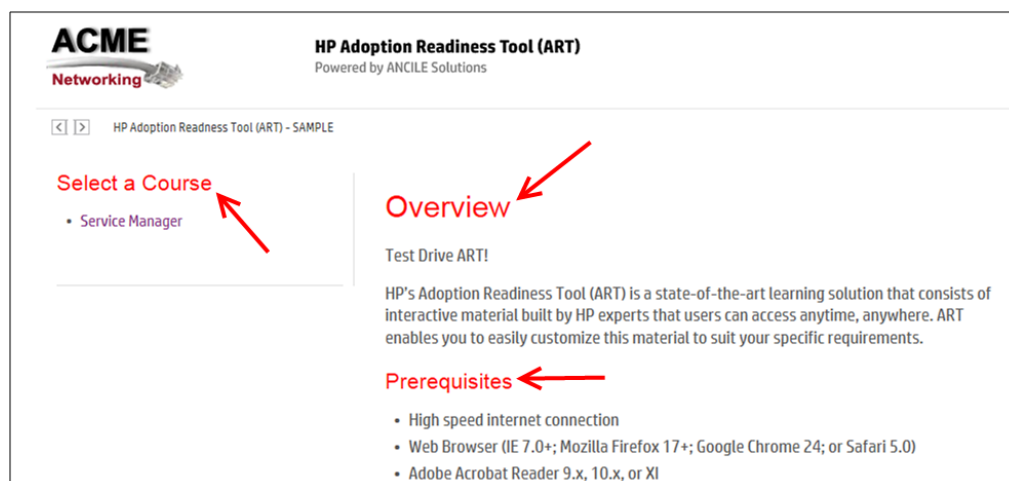 ACME
Networking
HP Adoption Readiness Tool (ART)
Powered by ANCILE Solutions
< > HP Adoption Readiness Tool (ART) - SAMPLE
Select a Course
• Service Manager
Overview
Test Drive ART!
HP's Adoption Readiness Tool (ART) is a state-of-the-art learning solution that consists of
interactive material built by HP experts that users can access anytime, anywhere. ART
enables you to easily customize this material to suit your specific requirements.
Prerequisites
• High speed internet connection
• Web Browser (IE 7.0+; Mozilla Firefox 17+; Google Chrome 24; or Safari 5.0)
• Adobe Acrobat Reader 9.x, 10.x, or XI